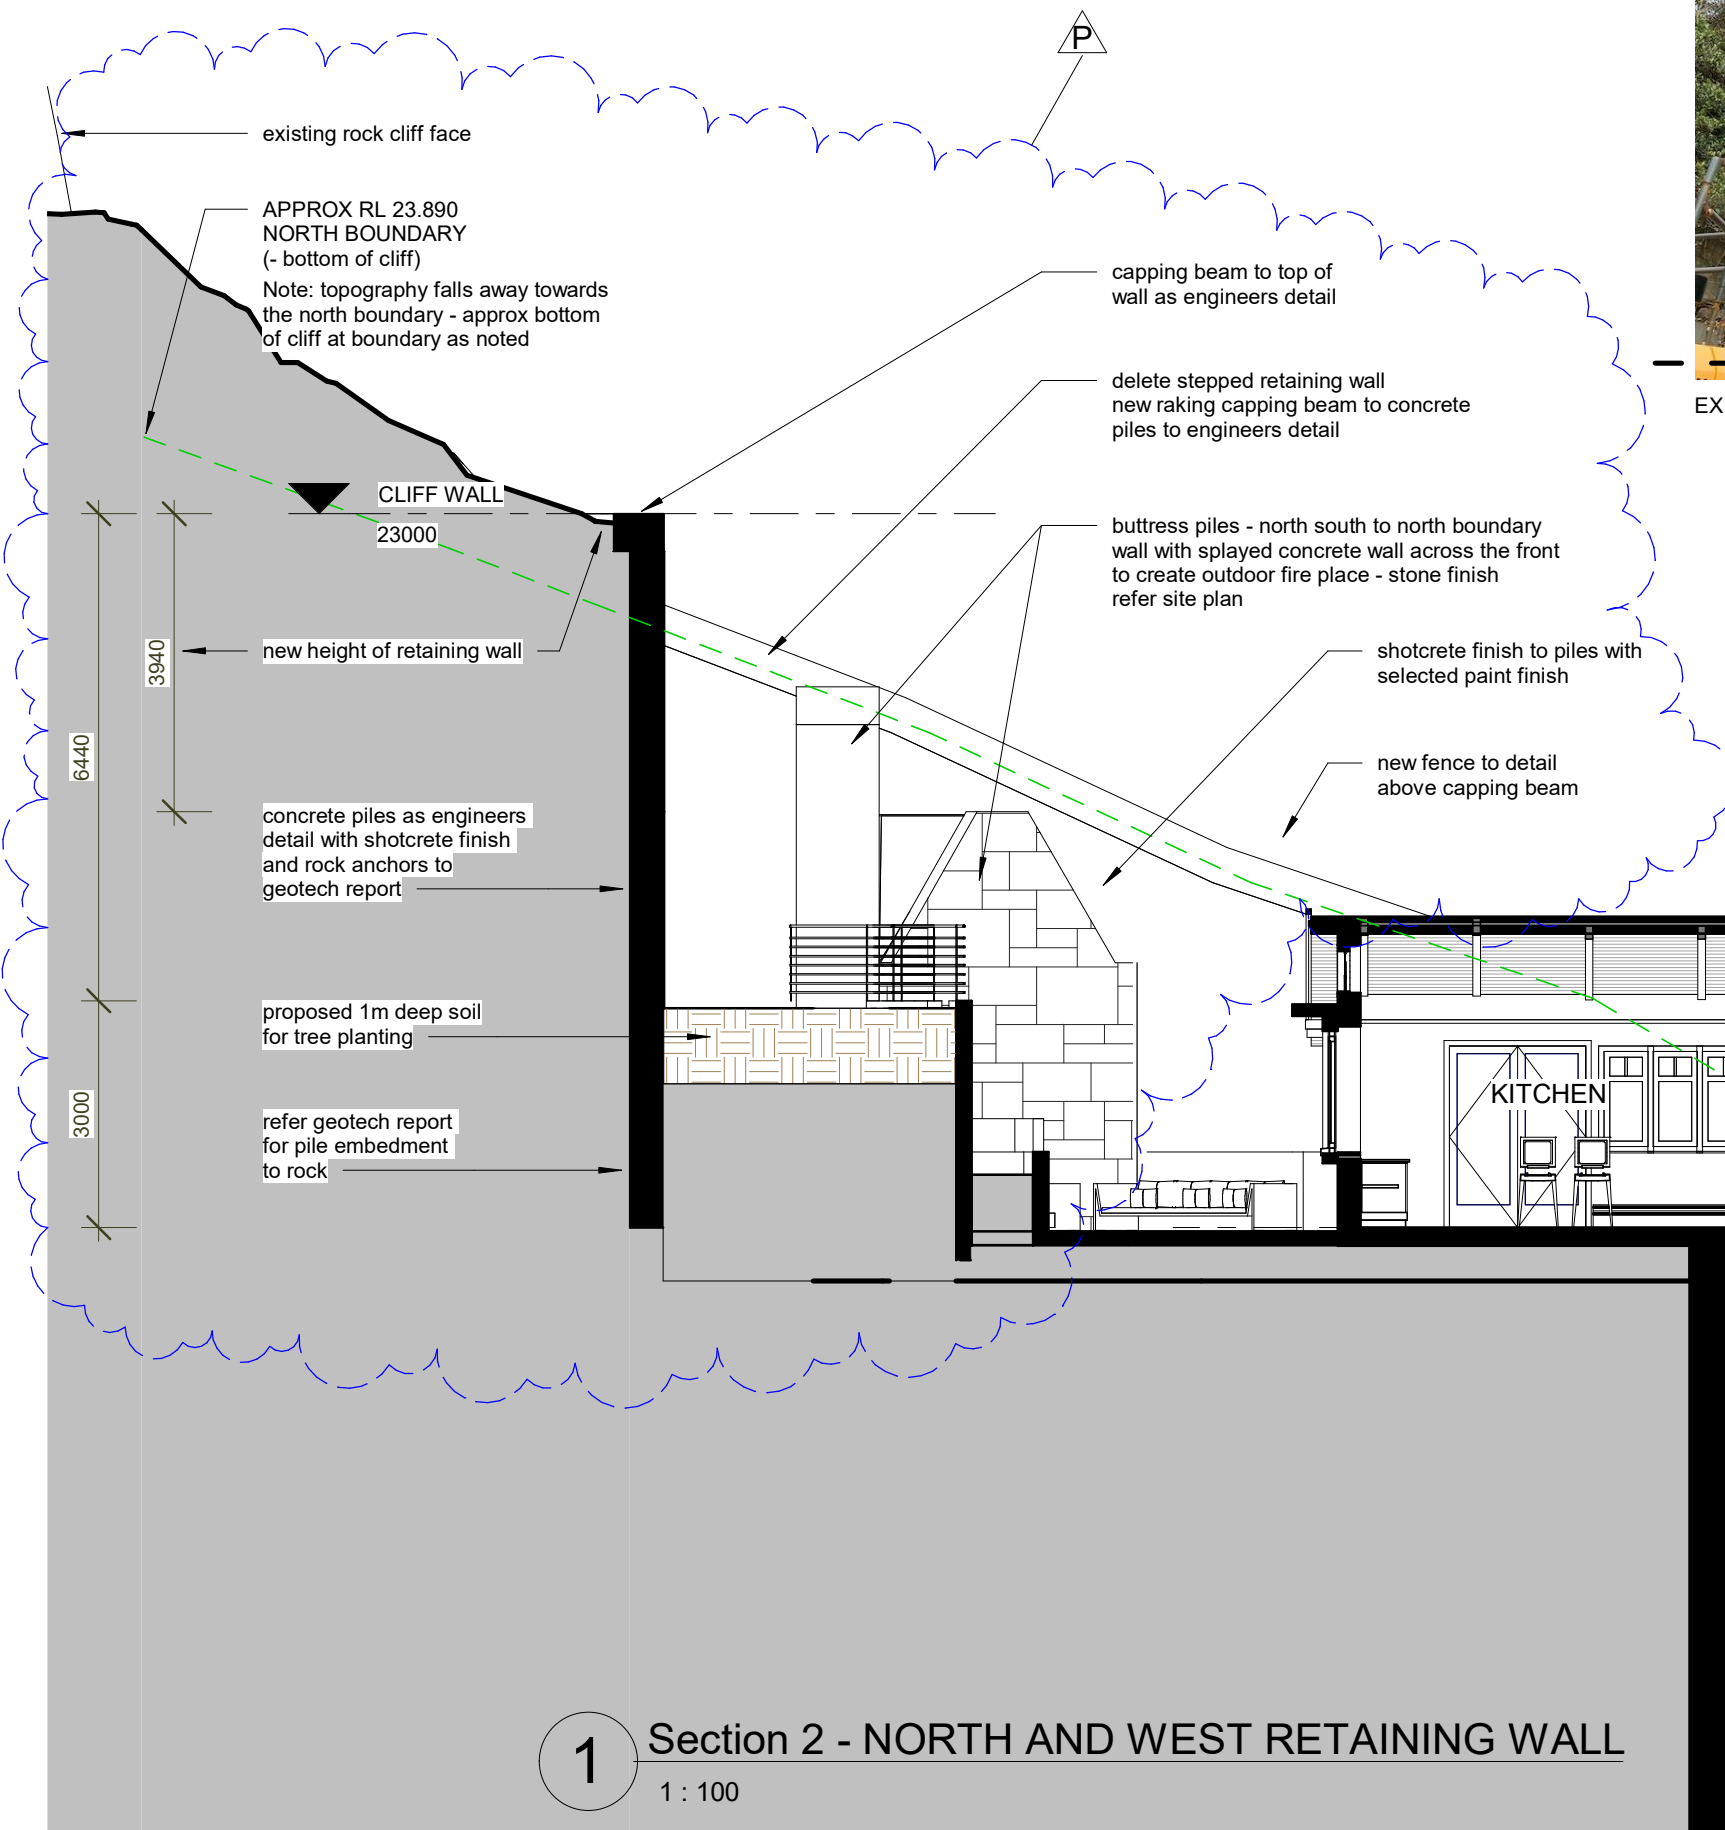 P
existing rock cliff face
APPROX RL 23.890
NORTH BOUNDARY
(- bottom of cliff)
Note: topography falls away towards
the north boundary - approx bottom
of cliff at boundary as noted
capping beam to top of
wall as engineers detail
delete stepped retaining wall
new raking capping beam to concrete
piles to engineers detail
EX
CLIFF WALL
23000
buttress piles - north south to north boundary
wall with splayed concrete wall across the front
to create outdoor fire place - stone finish
refer site plan
new height of retaining wall
3940
shotcrete finish to piles with
selected paint finish
6440
new fence to detail
above capping beam
concrete piles as engineers
detail with shotcrete finish
and rock anchors to
geotech report
proposed 1m deep soil
for tree planting
3000
refer geotech report
for pile embedment
to rock
KITCHEN
1
Section 2 - NORTH AND WEST RETAINING WALL
1 : 100